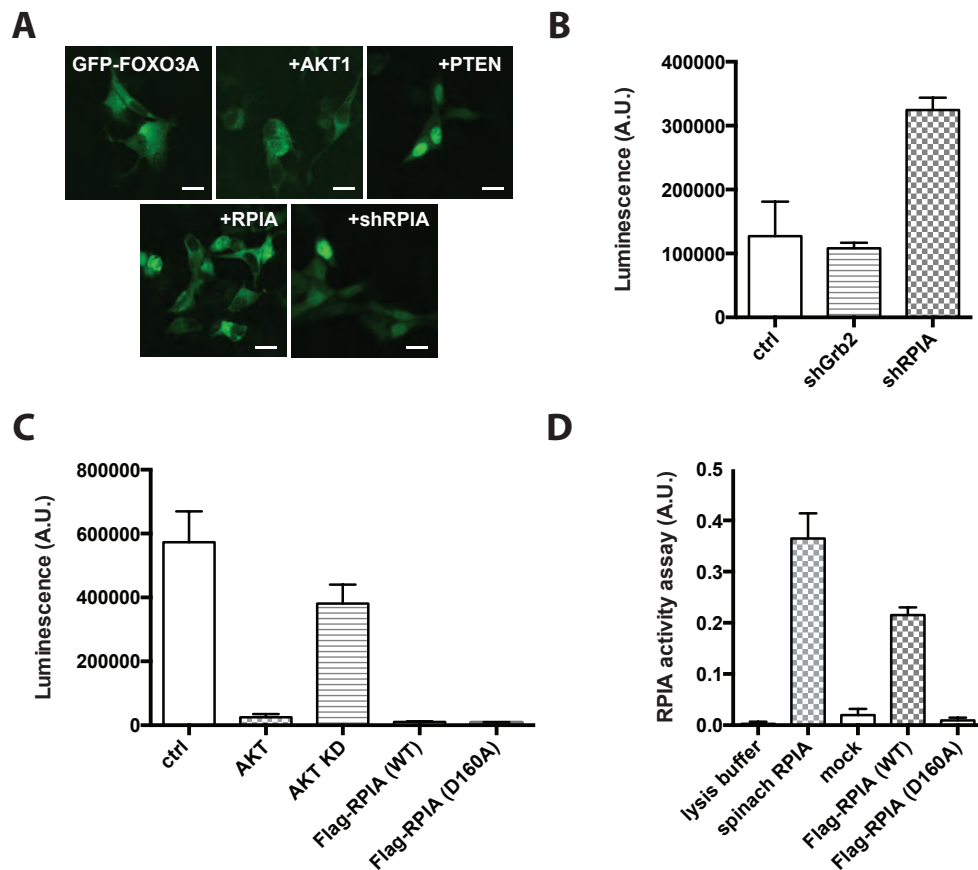 A
GFP-FOXO3A
+AKT1
+PTEN
+RPIA
+shRPIA
B
Luminescence (A.U.)
400000
300000
200000
100000
0
ctrl
shGrb2
shRPIA
C
Luminescence (A.U.)
800000
600000
400000
200000
0
ctrl
AKT
AKT KD
Flag-RPIA (WT)
Flag-RPIA (D160A)
D
RPIA activity assay (A.U.)
0.5
0.4
0.3
0.2
0.1
0.0
lysis buffer
spinach RPIA
mock
Flag-RPIA (WT)
Flag-RPIA (D160A)